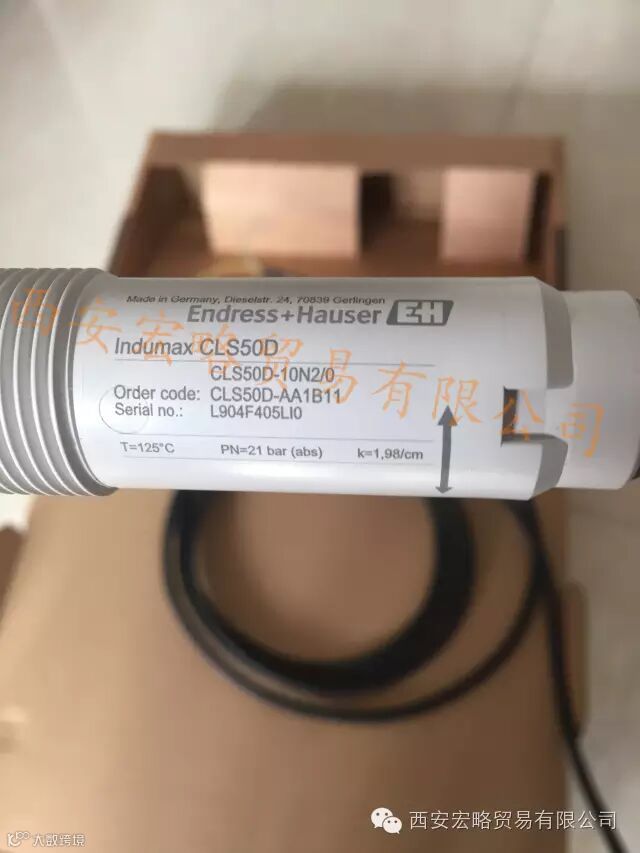 Made in Germany, Dieselstr. 24, 70839 Gerlingen
Endress+Hauser EH
Indumax CLS50D
CLS50D-10N2/0
Order code: CLS50D-AA1B11
Serial no.: L904F405LI0
T=125°C PN=21 bar (abs) k=1,98/cm
西安宏略贸易有限公司
西安宏略贸易有限公司
大数跨境